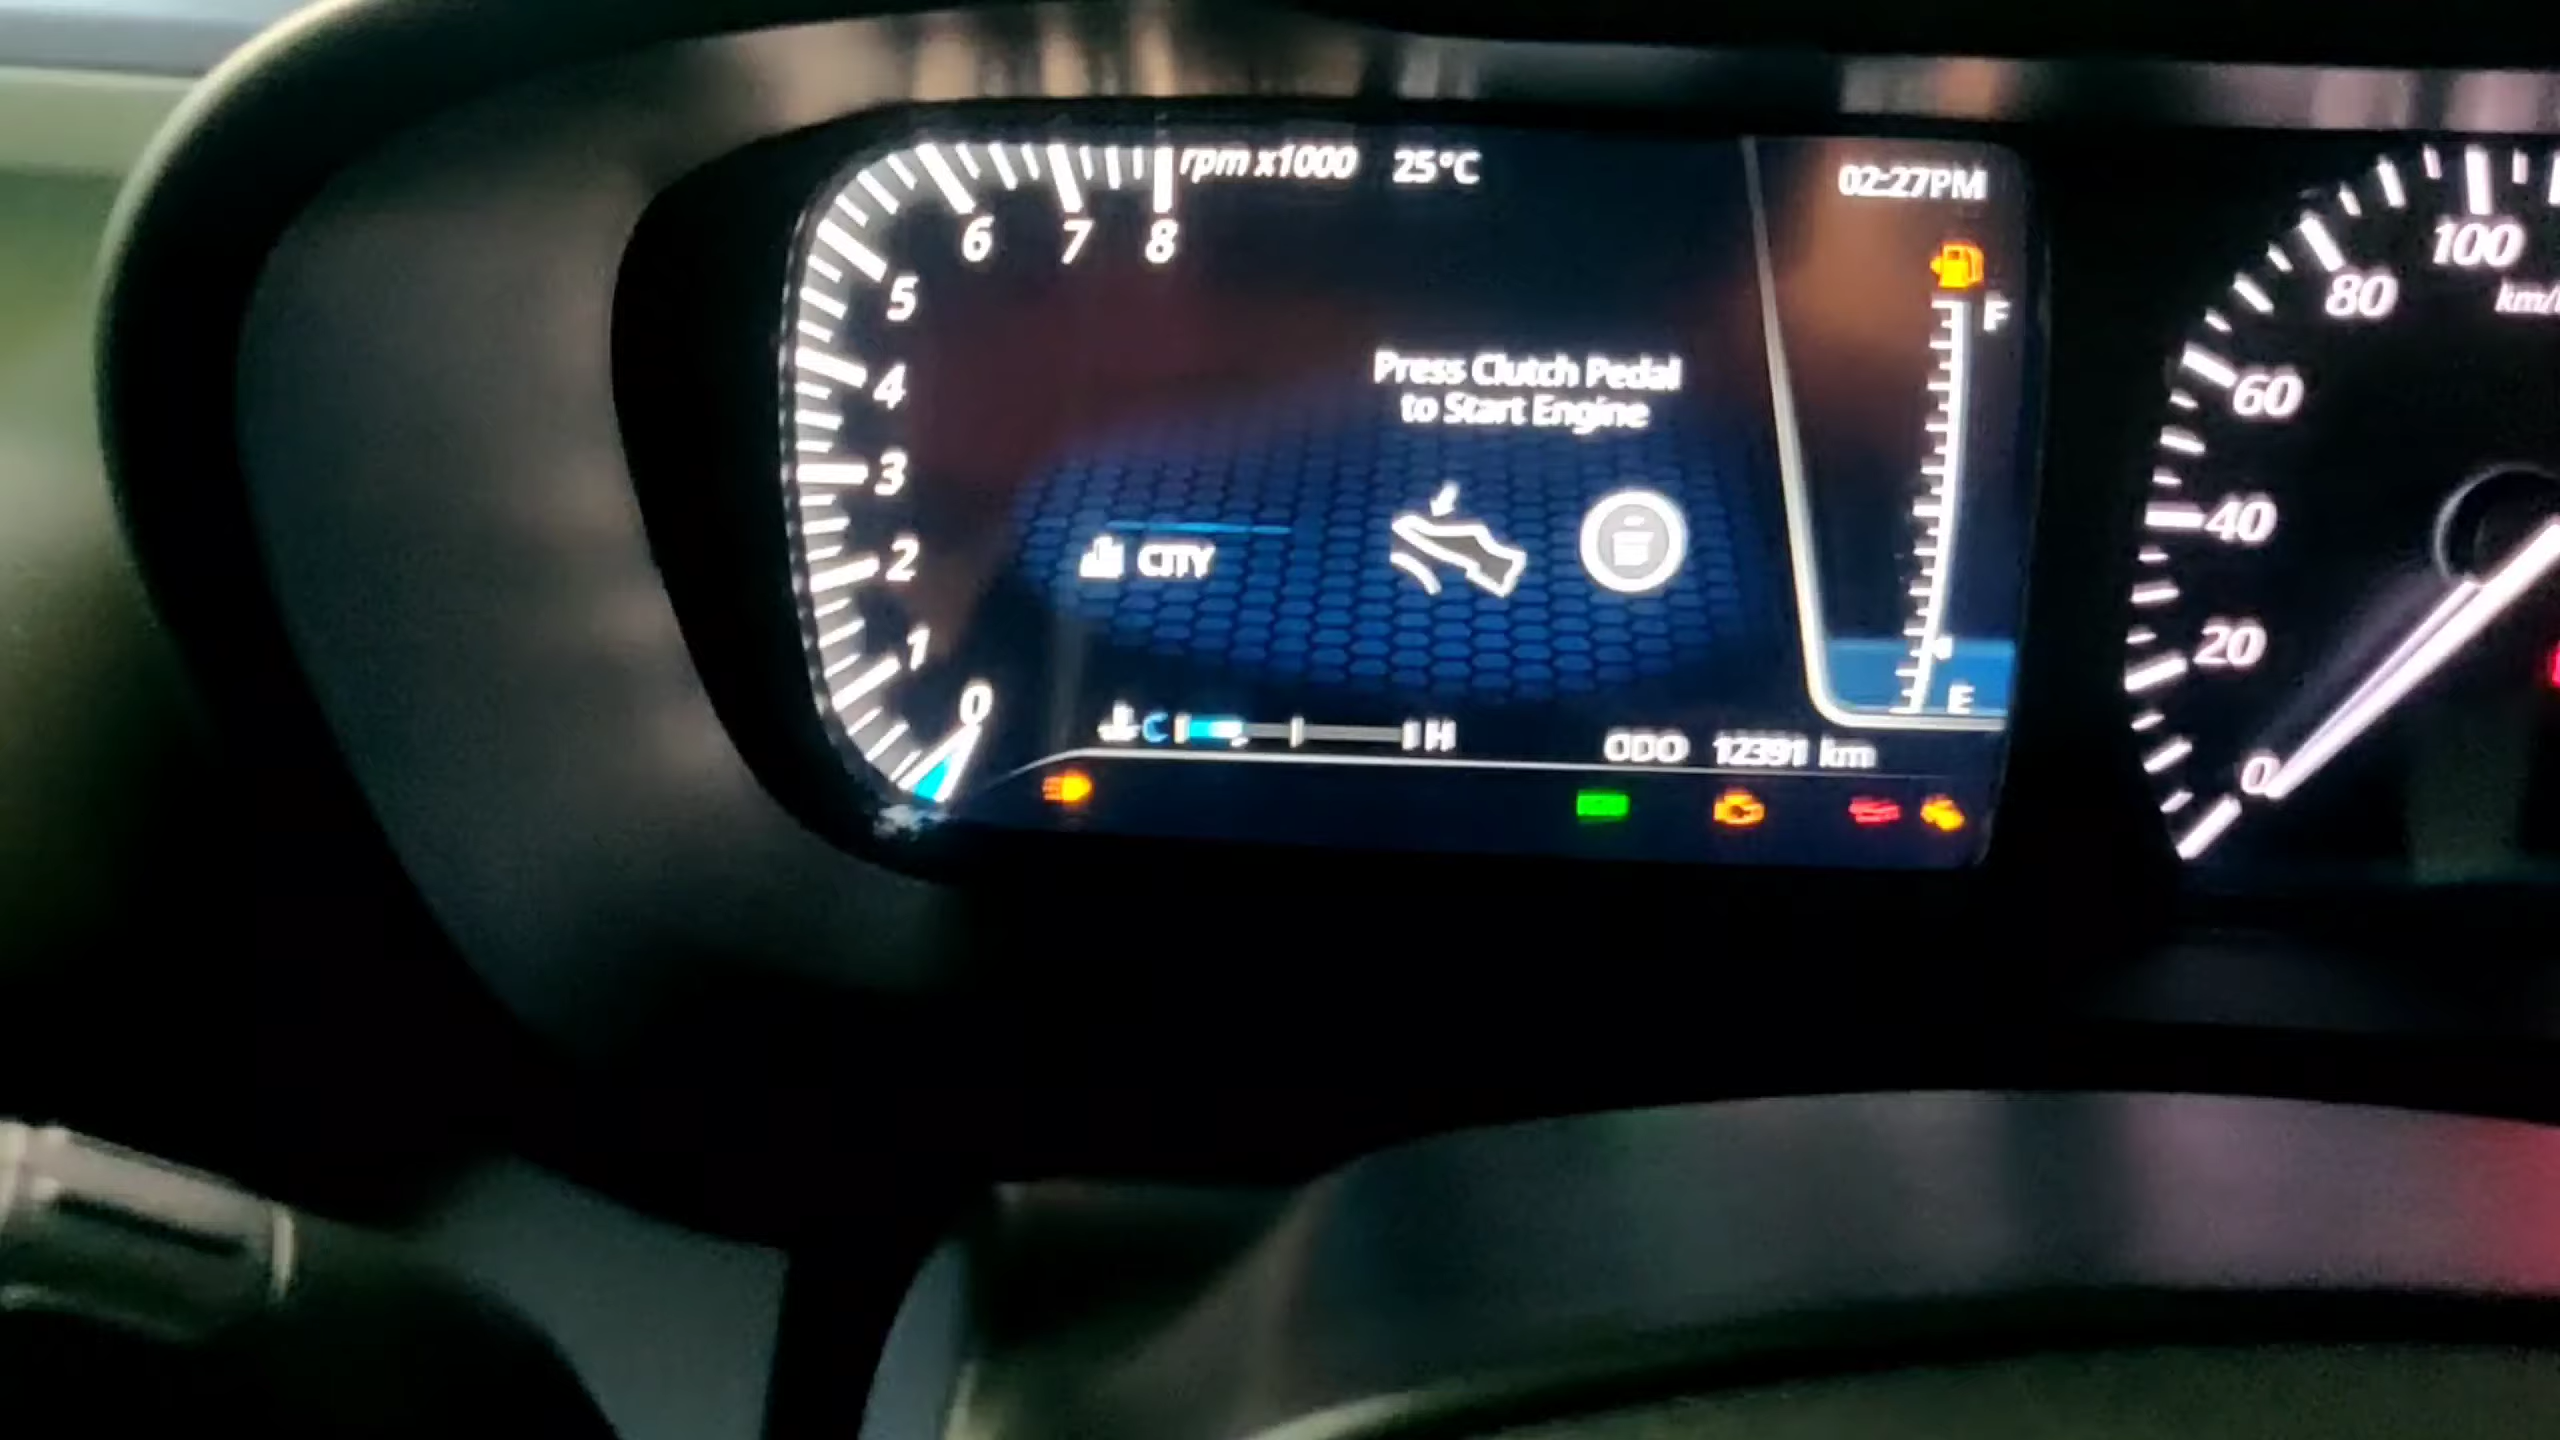 rpm x1000 25°C
02:27PM
6 7 8
5
4
3
2
1
0
Press Clutch Pedal
to Start Engine
CITY
F
E
C H
ODO 12391 km
100
80
60
40
20
0